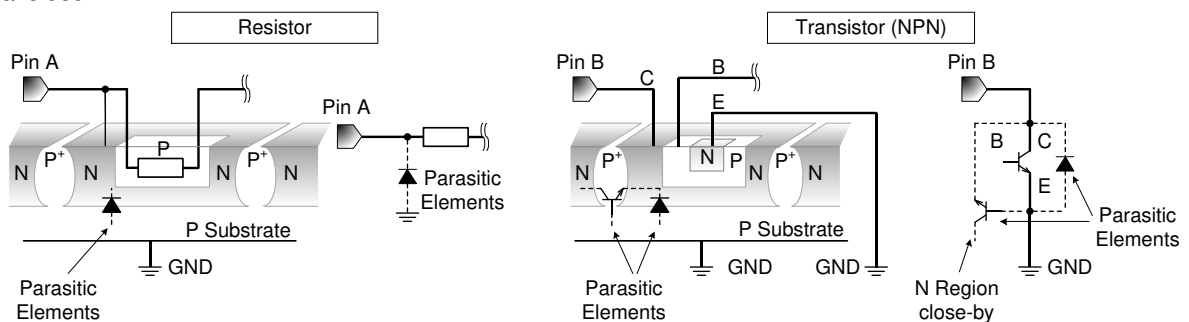 Resistor
Transistor (NPN)
Pin A
Pin A
N
P+
N
P
N
P+
N
Parasitic
Elements
P Substrate
GND
Parasitic
Elements
Pin B
C
B
E
N
P+
N
N
P
N
P+
N
P Substrate
GND
GND
Parasitic
Elements
Pin B
B
C
E
Parasitic
Elements
GND
N Region
close-by